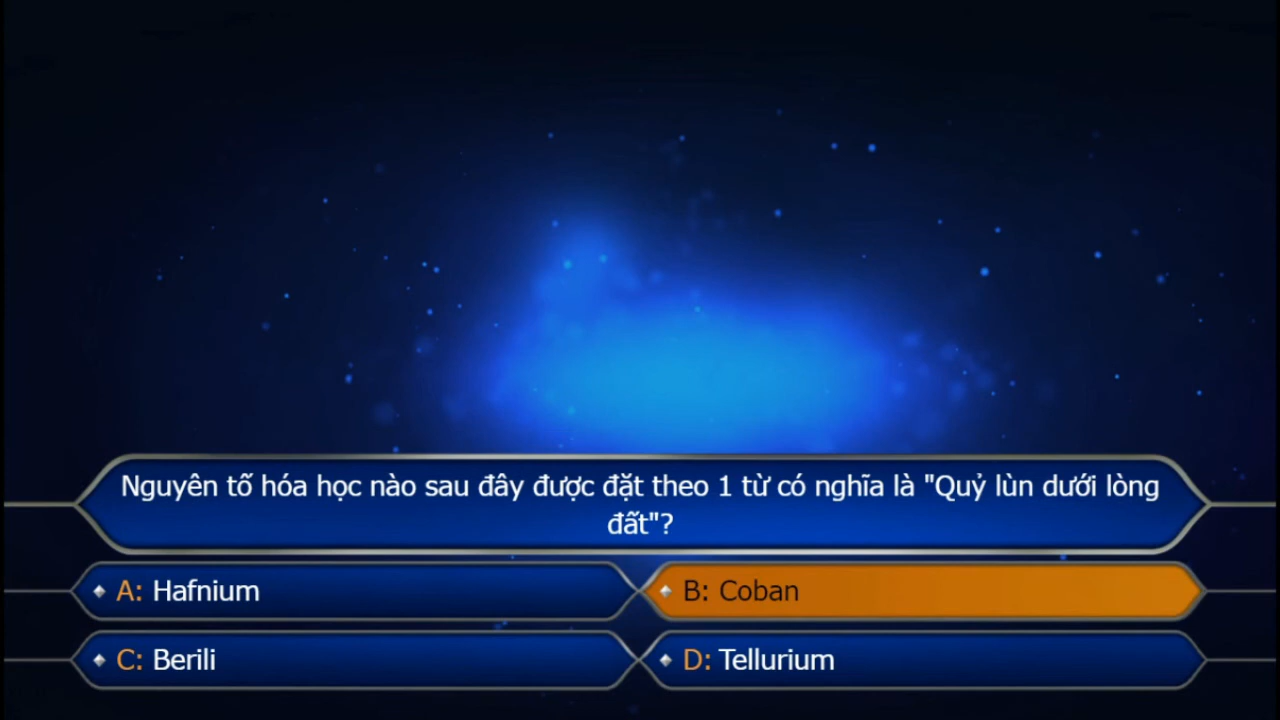 Nguyên tố hóa học nào sau đây được đặt theo 1 từ có nghĩa là "Quỷ lùn dưới lòng
đất"?
A: Hafnium
B: Coban
C: Berili
D: Tellurium